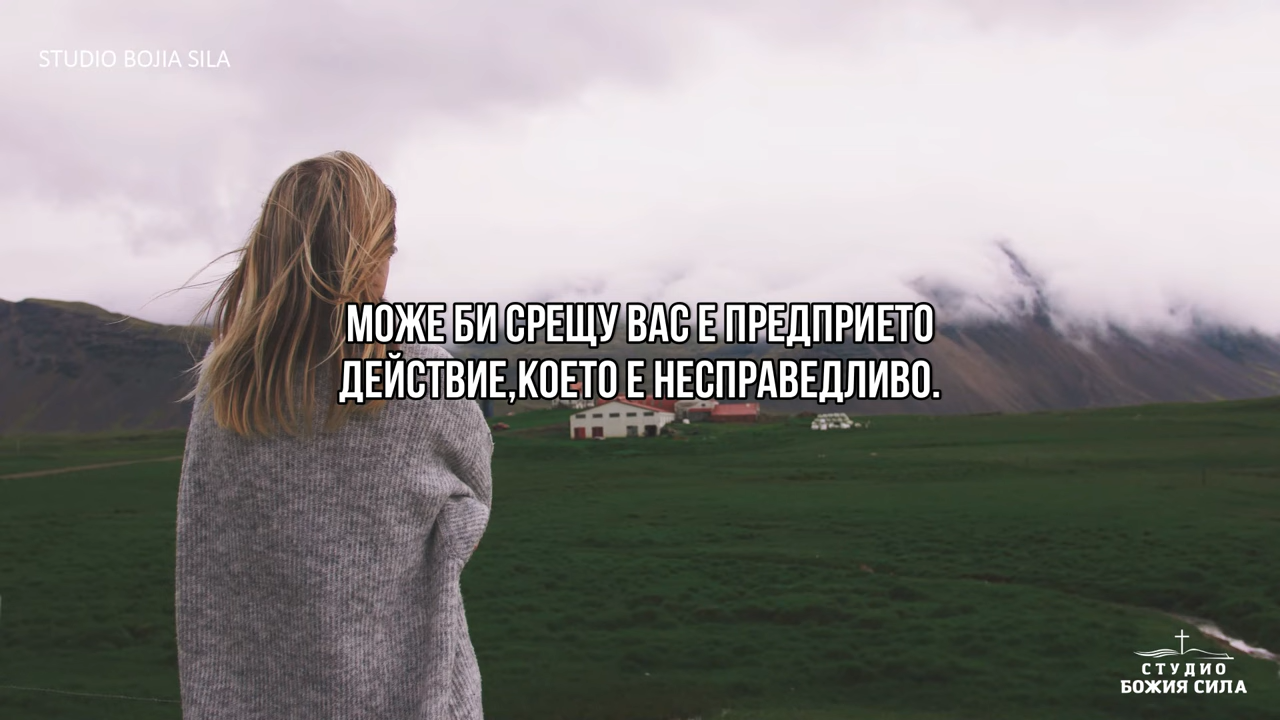 STUDIO BOJIA SILA
МОЖЕ БИ СРЕЩУ ВАС Е ПРЕДПРИЕТО
ДЕЙСТВИЕ,КОЕТО Е НЕСПРАВЕДЛИВО.
СТУДИО
БОЖИЯ СИЛА